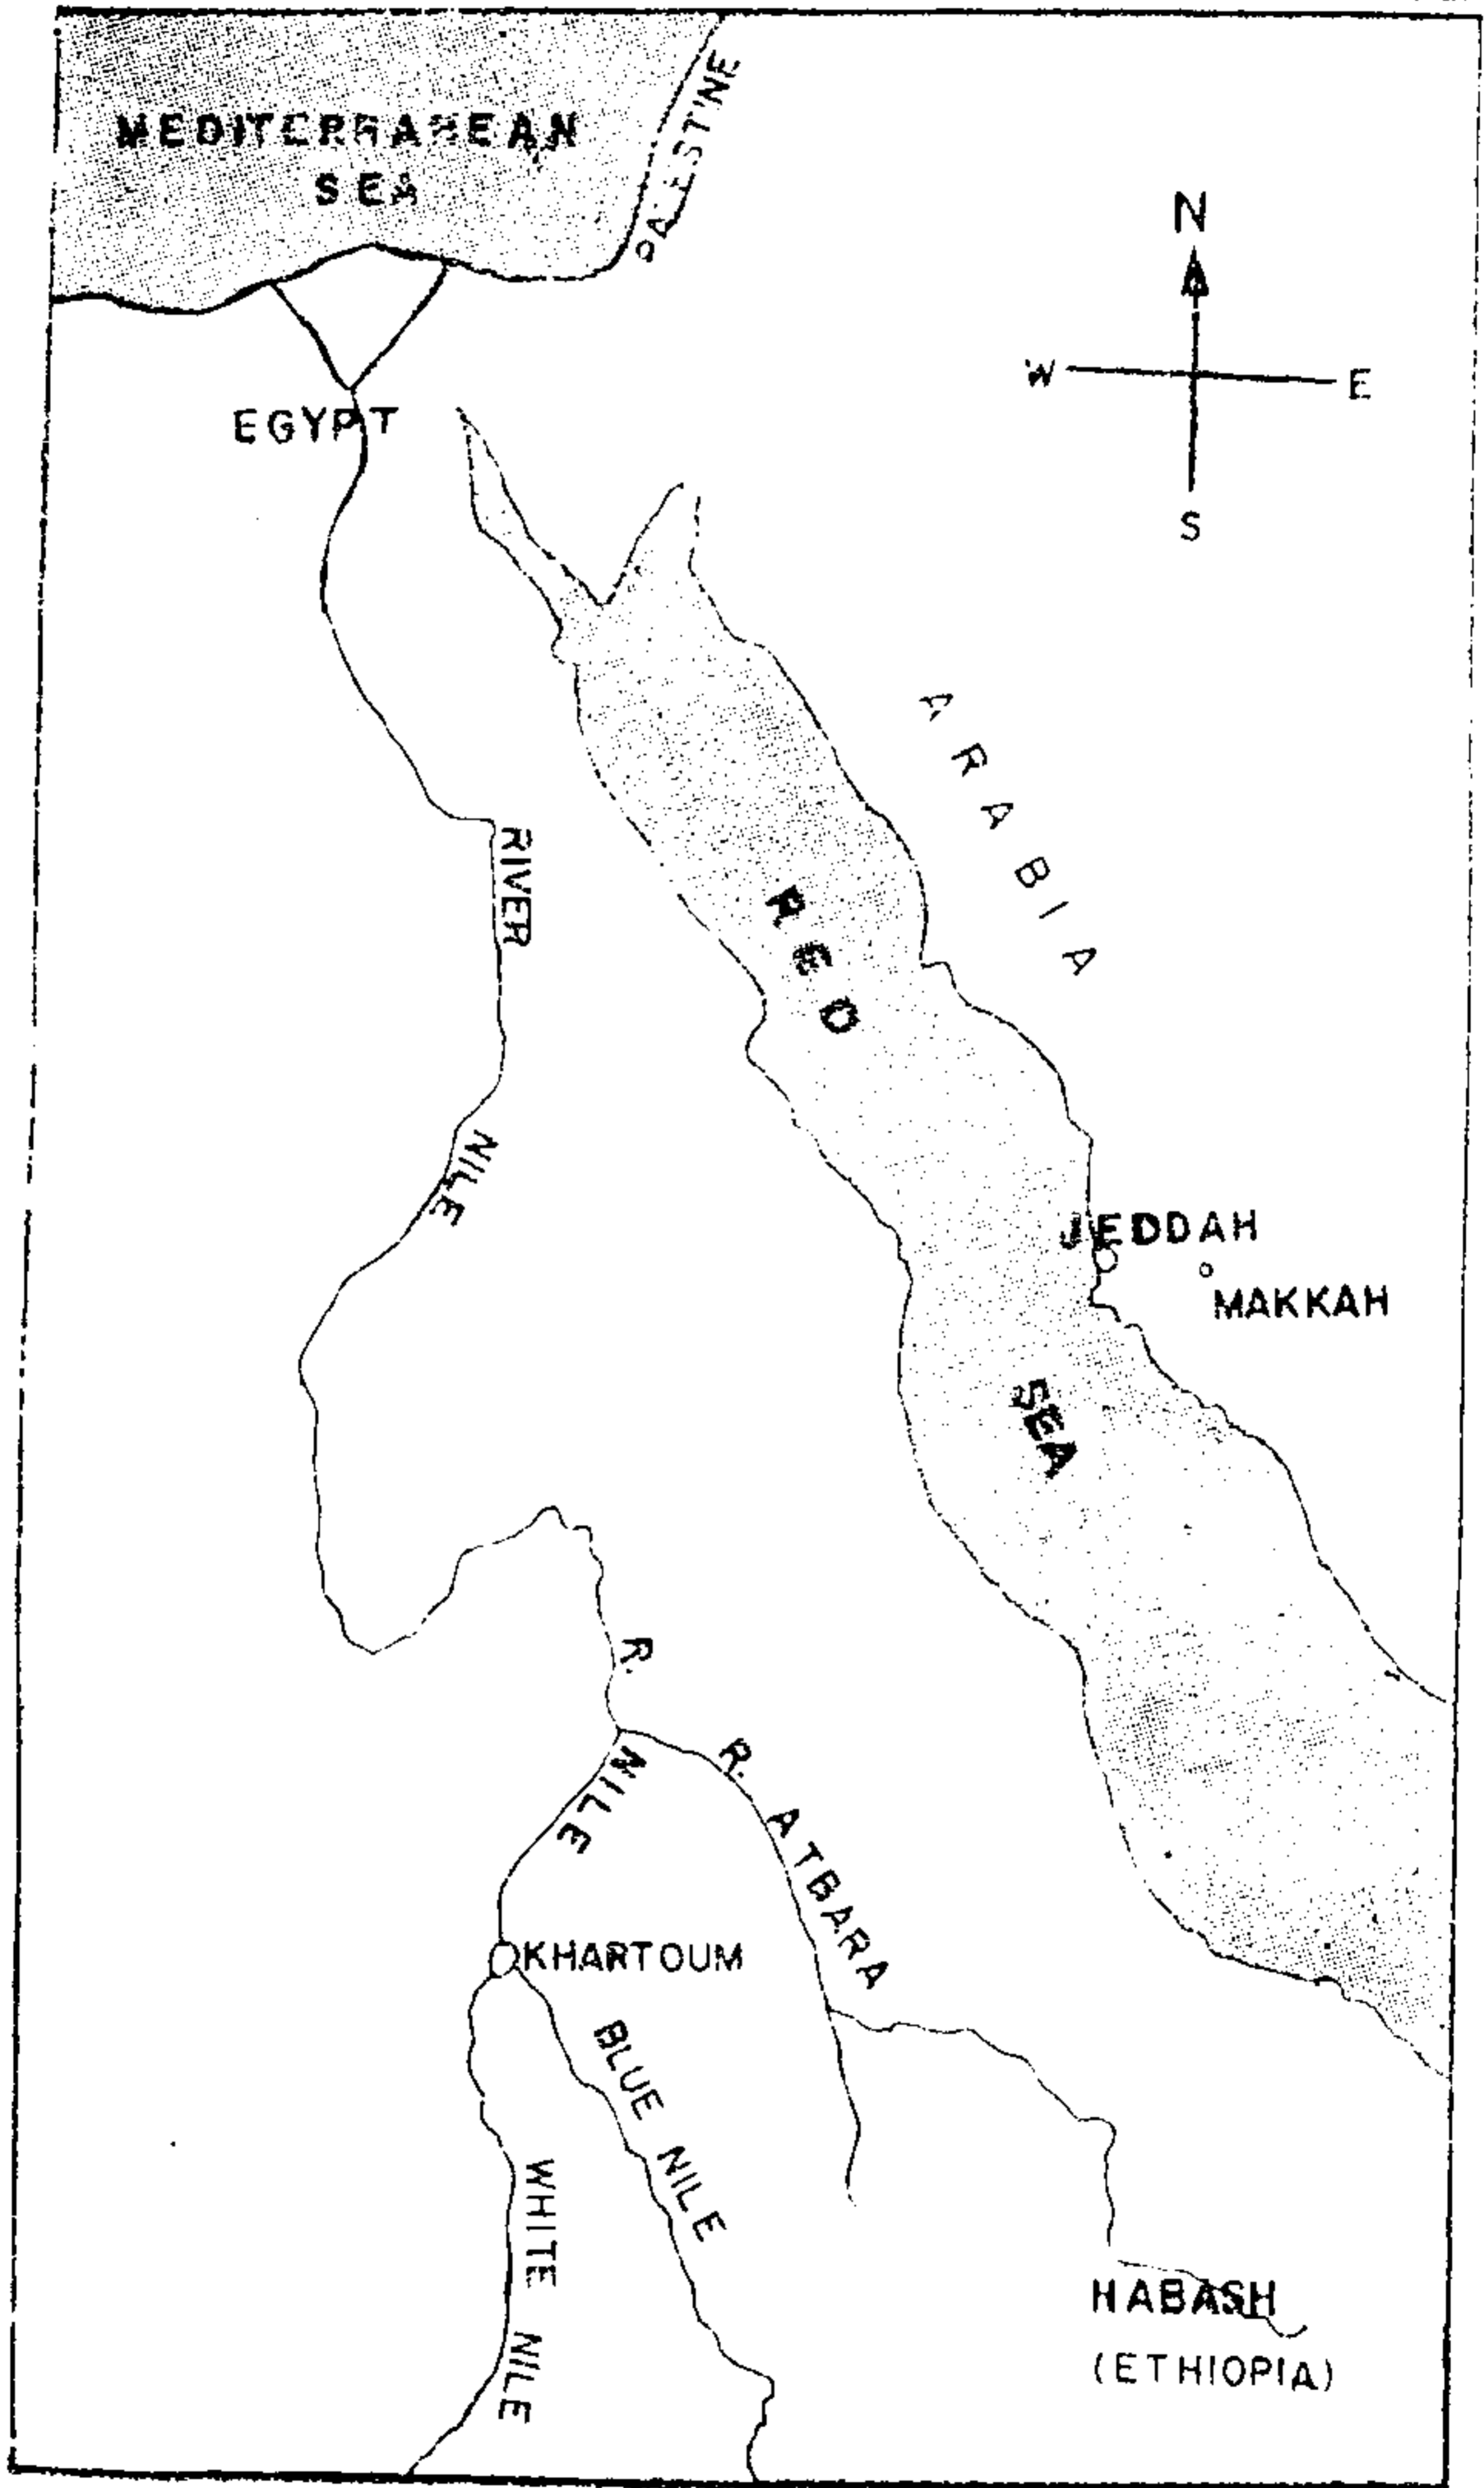 MEDITERRANEAN
SEA
PALESTINE
N
W
E
S
EGYPT
ARABIA
RED
SEA
RIVER
NILE
JEDDAH
MAKKAH
R.
NILE
R. ATBARA
KHARTOUM
BLUE NILE
WHITE NILE
HABASH
(ETHIOPIA)